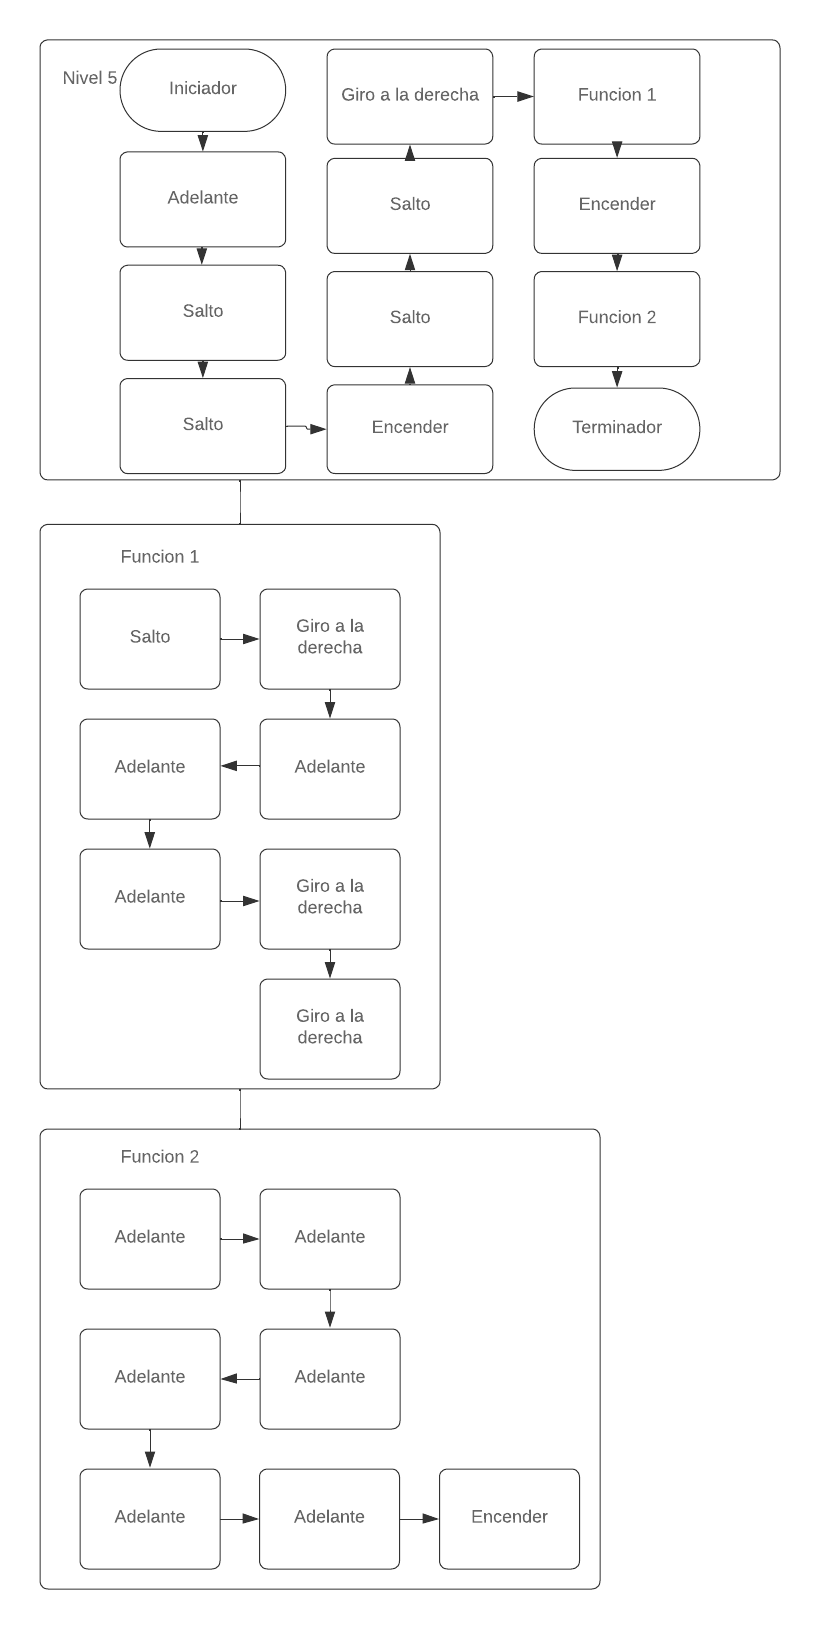 Nivel 5
Iniciador
Adelante
Salto
Salto
Encender
Salto
Salto
Giro a la derecha
Funcion 1
Encender
Funcion 2
Terminador
Funcion 1
Salto
Giro a la
derecha
Adelante
Adelante
Adelante
Giro a la
derecha
Giro a la
derecha
Funcion 2
Adelante
Adelante
Adelante
Adelante
Adelante
Adelante
Encender